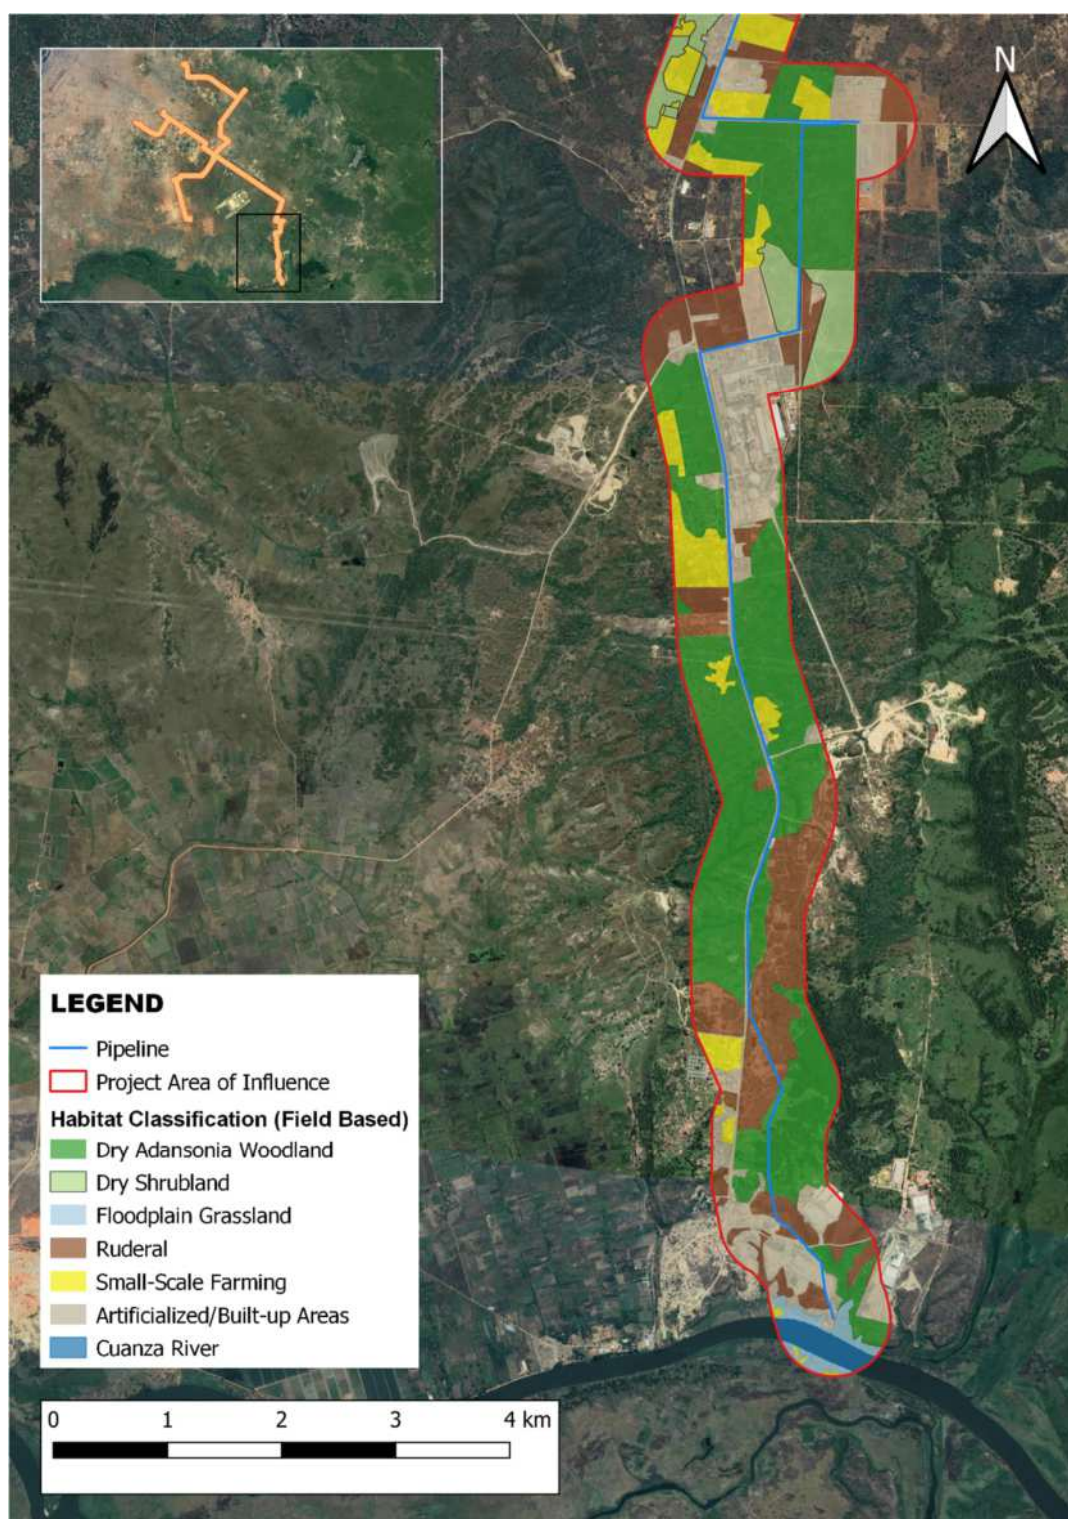 N
LEGEND
Pipeline
Project Area of Influence
Habitat Classification (Field Based)
Dry Adansonia Woodland
Dry Shrubland
Floodplain Grassland
Ruderal
Small-Scale Farming
Artificialized/Built-up Areas
Cuanza River
0 1 2 3 4 km